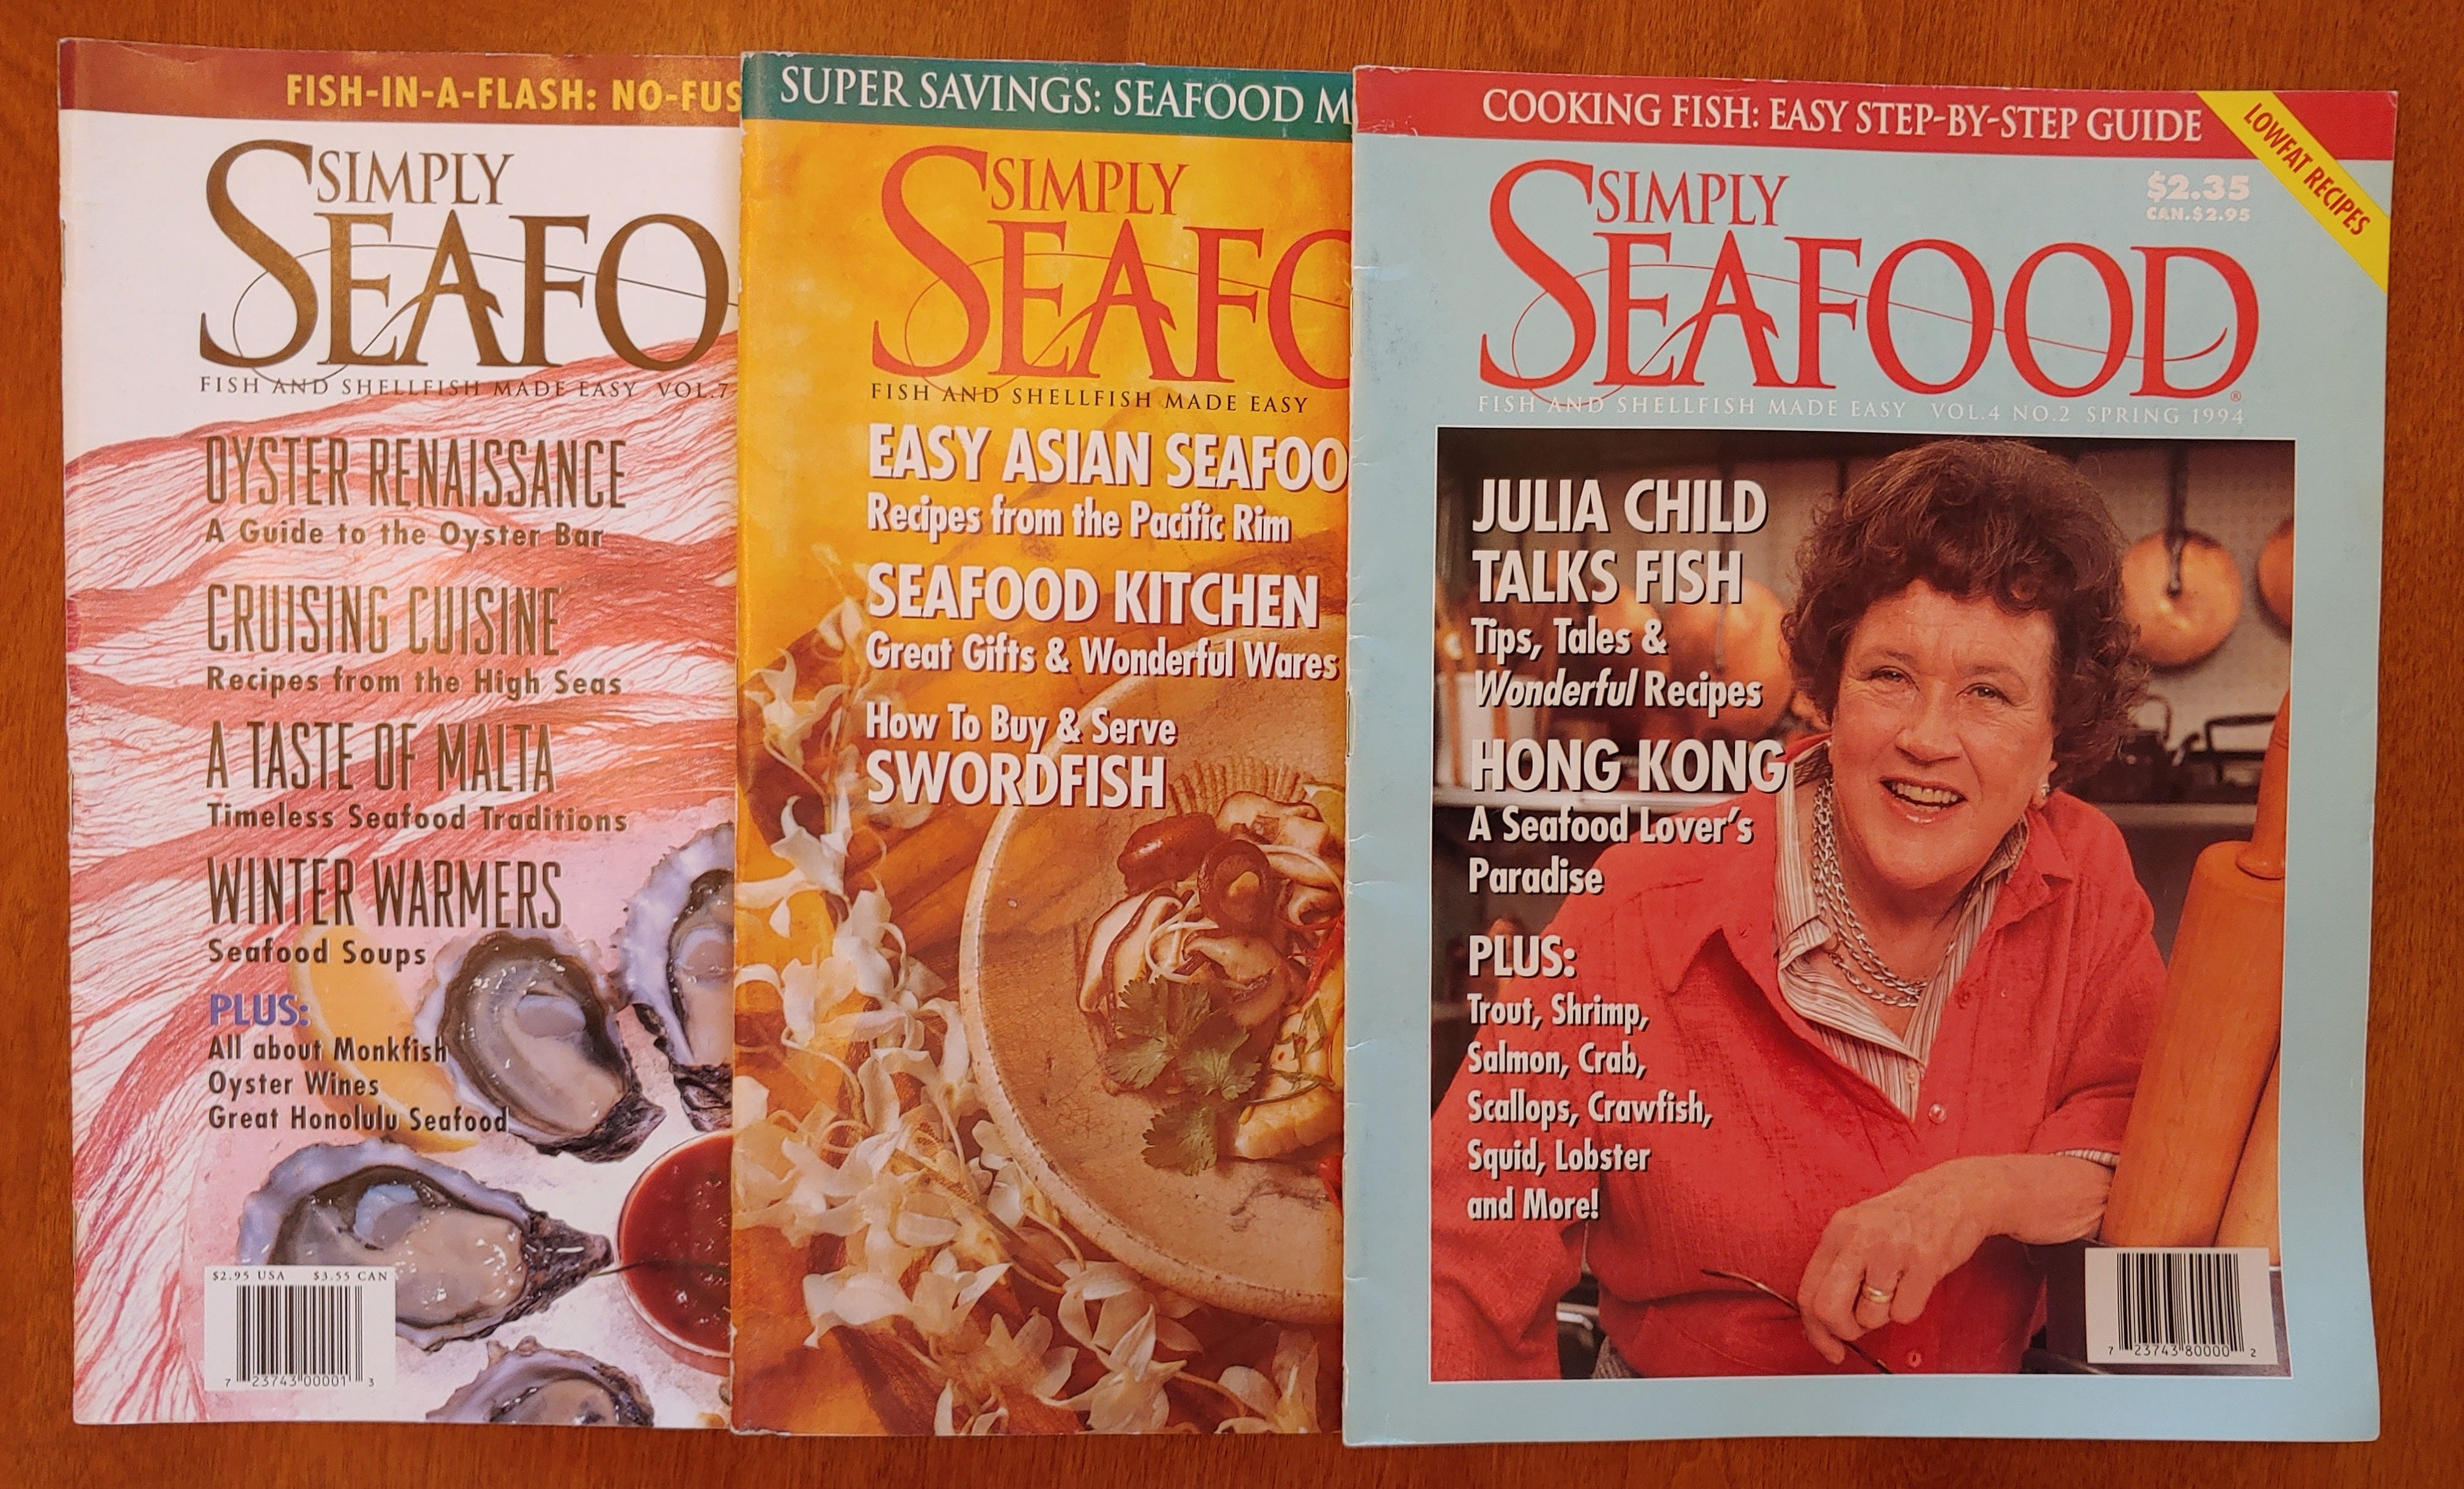 FISH-IN-A-FLASH: NO-FUS
SIMPLY
SEAFO
FISH AND SHELLFISH MADE EASY VOL.7
OYSTER RENAISSANCE
A Guide to the Oyster Bar
CRUISING CUISINE
Recipes from the High Seas
A TASTE OF MALTA
Timeless Seafood Traditions
WINTER WARMERS
Seafood Soups
PLUS:
All about Monkfish
Oyster Wines
Great Honolulu Seafood
$2.95 USA $3.55 CAN
7 23743 00001 3
SUPER SAVINGS: SEAFOOD M
SIMPLY
SEAFO
FISH AND SHELLFISH MADE EASY
EASY ASIAN SEAFOO
Recipes from the Pacific Rim
SEAFOOD KITCHEN
Great Gifts & Wonderful Wares
How To Buy & Serve
SWORDFISH
COOKING FISH: EASY STEP-BY-STEP GUIDE
LOWFAT RECIPES
$2.35
CAN.$2.95
SIMPLY
SEAFOOD®
FISH AND SHELLFISH MADE EASY VOL.4 NO.2 SPRING 1994
JULIA CHILD
TALKS FISH
Tips, Tales &
Wonderful Recipes
HONG KONG
A Seafood Lover's
Paradise
PLUS:
Trout, Shrimp,
Salmon, Crab,
Scallops, Crawfish,
Squid, Lobster
and More!
7 23743 80000 2